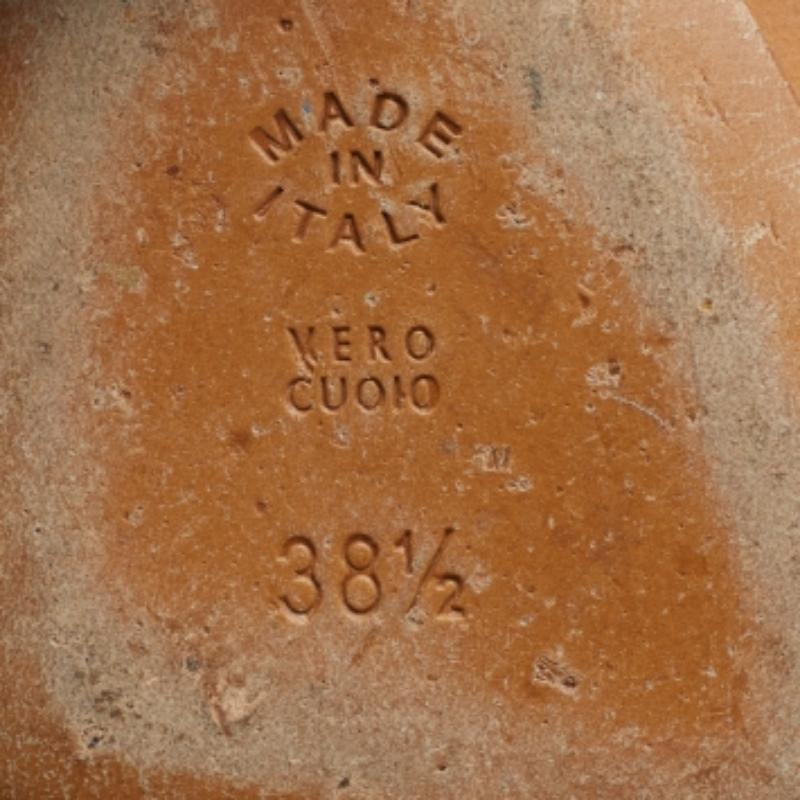 MADE
IN
ITALY
VERO
CUOIO
38½